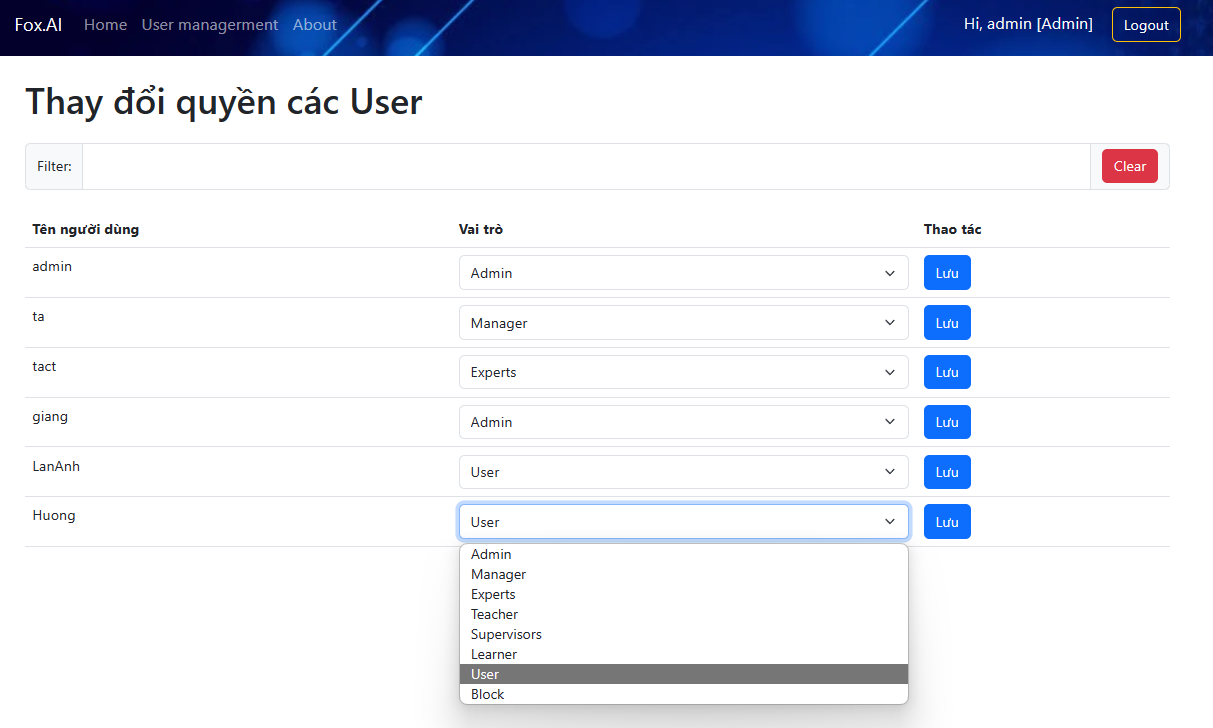 Fox.AI Home User managerment About Hi, admin [Admin] Logout
Thay đổi quyền các User
Filter: Clear
Tên người dùng Vai trò Thao tác
admin Admin Lưu
ta Manager Lưu
tact Experts Lưu
giang Admin Lưu
LanAnh User Lưu
Huong User Lưu
Admin
Manager
Experts
Teacher
Supervisors
Learner
User
Block